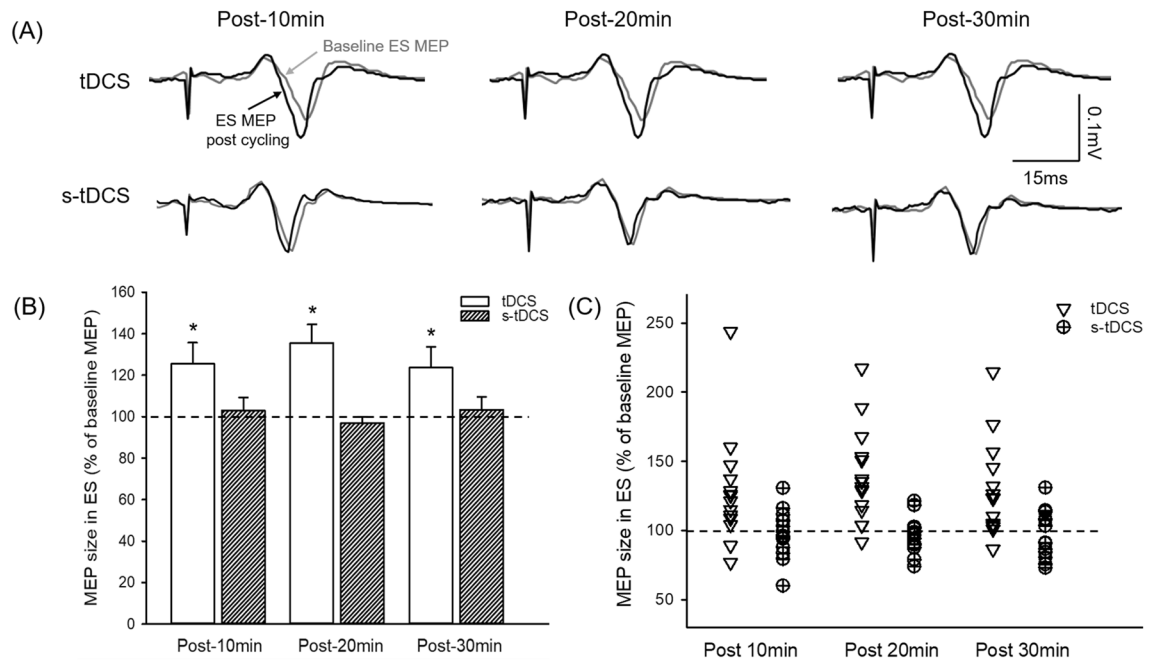 (A)
Post-10min
Post-20min
Post-30min
Baseline ES MEP
tDCS
ES MEP
post cycling
0.1mV
15ms
s-tDCS
(B)
MEP size in ES (% of baseline MEP)
160
140
120
100
80
60
40
20
0
* * *
tDCS
s-tDCS
Post-10min
Post-20min
Post-30min
(C)
MEP size in ES (% of baseline MEP)
250
200
150
100
50
tDCS
s-tDCS
Post 10min
Post 20min
Post 30min